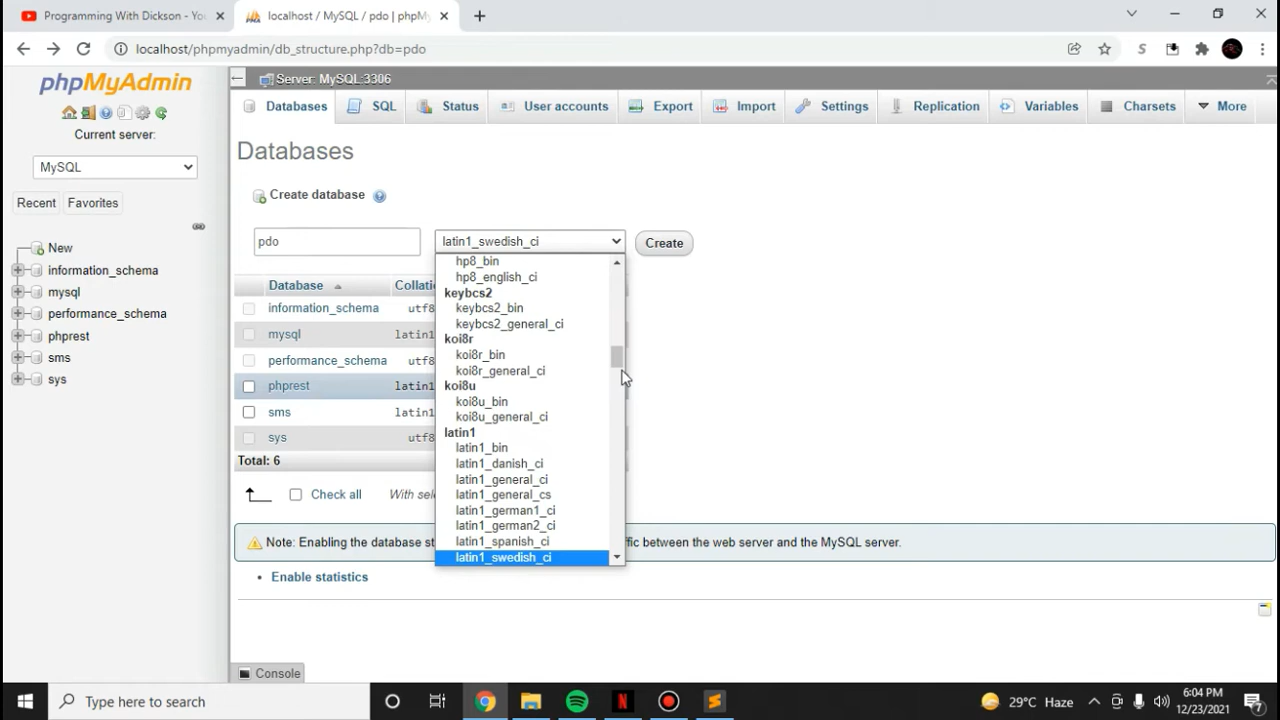 Programming With Dickson - You
localhost / MySQL / pdo | phpMy
localhost/phpmyadmin/db_structure.php?db=pdo
S
phpMyAdmin
Current server:
MySQL
Recent Favorites
New
information_schema
mysql
performance_schema
phprest
sms
sys
Server: MySQL:3306
Databases SQL Status User accounts Export Import Settings Replication Variables Charsets More
Databases
Create database
pdo latin1_swedish_ci Create
Database Collati
information_schema utf8
mysql latin1
performance_schema utf8
phprest latin1
sms latin1
sys utf8
Total: 6
Check all With sel
hp8_bin
hp8_english_ci
keybcs2
keybcs2_bin
keybcs2_general_ci
koi8r
koi8r_bin
koi8r_general_ci
koi8u
koi8u_bin
koi8u_general_ci
latin1
latin1_bin
latin1_danish_ci
latin1_general_ci
latin1_general_cs
latin1_german1_ci
latin1_german2_ci
latin1_spanish_ci
latin1_swedish_ci
Note: Enabling the database st ffic between the web server and the MySQL server.
• Enable statistics
Console
Type here to search
29°C Haze
6:04 PM
12/23/2021
7